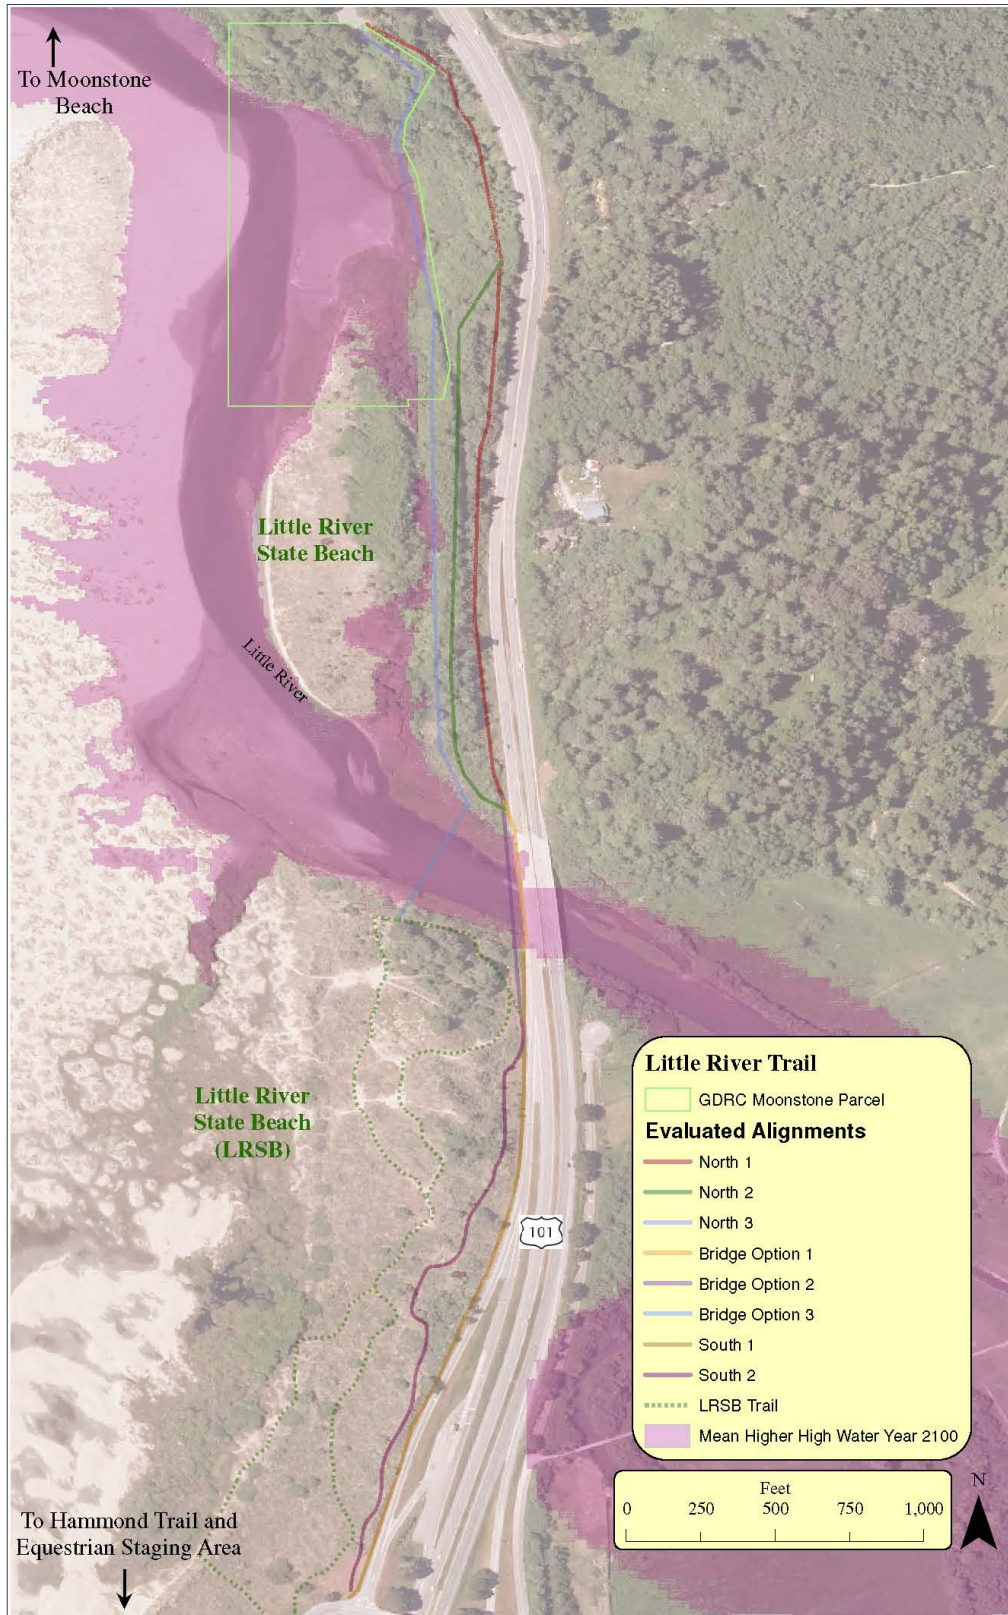 To Moonstone
Beach
Little River
State Beach
Little River
Little River
State Beach
(LRSB)
101
To Hammond Trail and
Equestrian Staging Area
Little River Trail
GDRC Moonstone Parcel
Evaluated Alignments
North 1
North 2
North 3
Bridge Option 1
Bridge Option 2
Bridge Option 3
South 1
South 2
LRSB Trail
Mean Higher High Water Year 2100
Feet
0 250 500 750 1,000
N